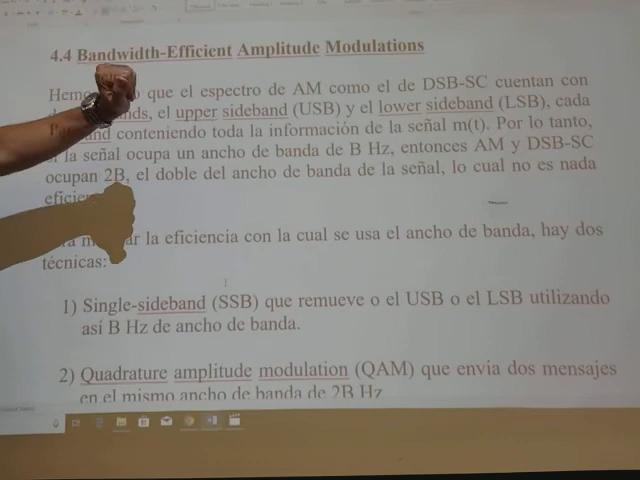 4.4 Bandwidth-Efficient Amplitude Modulations
que el espectro de AM como el de DSB-SC cuentan con
el upper sideband (USB) y el lower sideband (LSB), cada
conteniendo toda la información de la señal m(t). Por lo tanto,
la señal ocupa un ancho de banda de B Hz, entonces AM y DSB-SC
ocupan 2B, el doble del ancho de banda de la señal, lo cual no es nada
la eficiencia con la cual se usa el ancho de banda, hay dos
técnicas:
1) Single-sideband (SSB) que remueve o el USB o el LSB utilizando
así B Hz de ancho de banda.
2) Quadrature amplitude modulation (QAM) que envía dos mensajes
en el mismo ancho de banda de 2B Hz